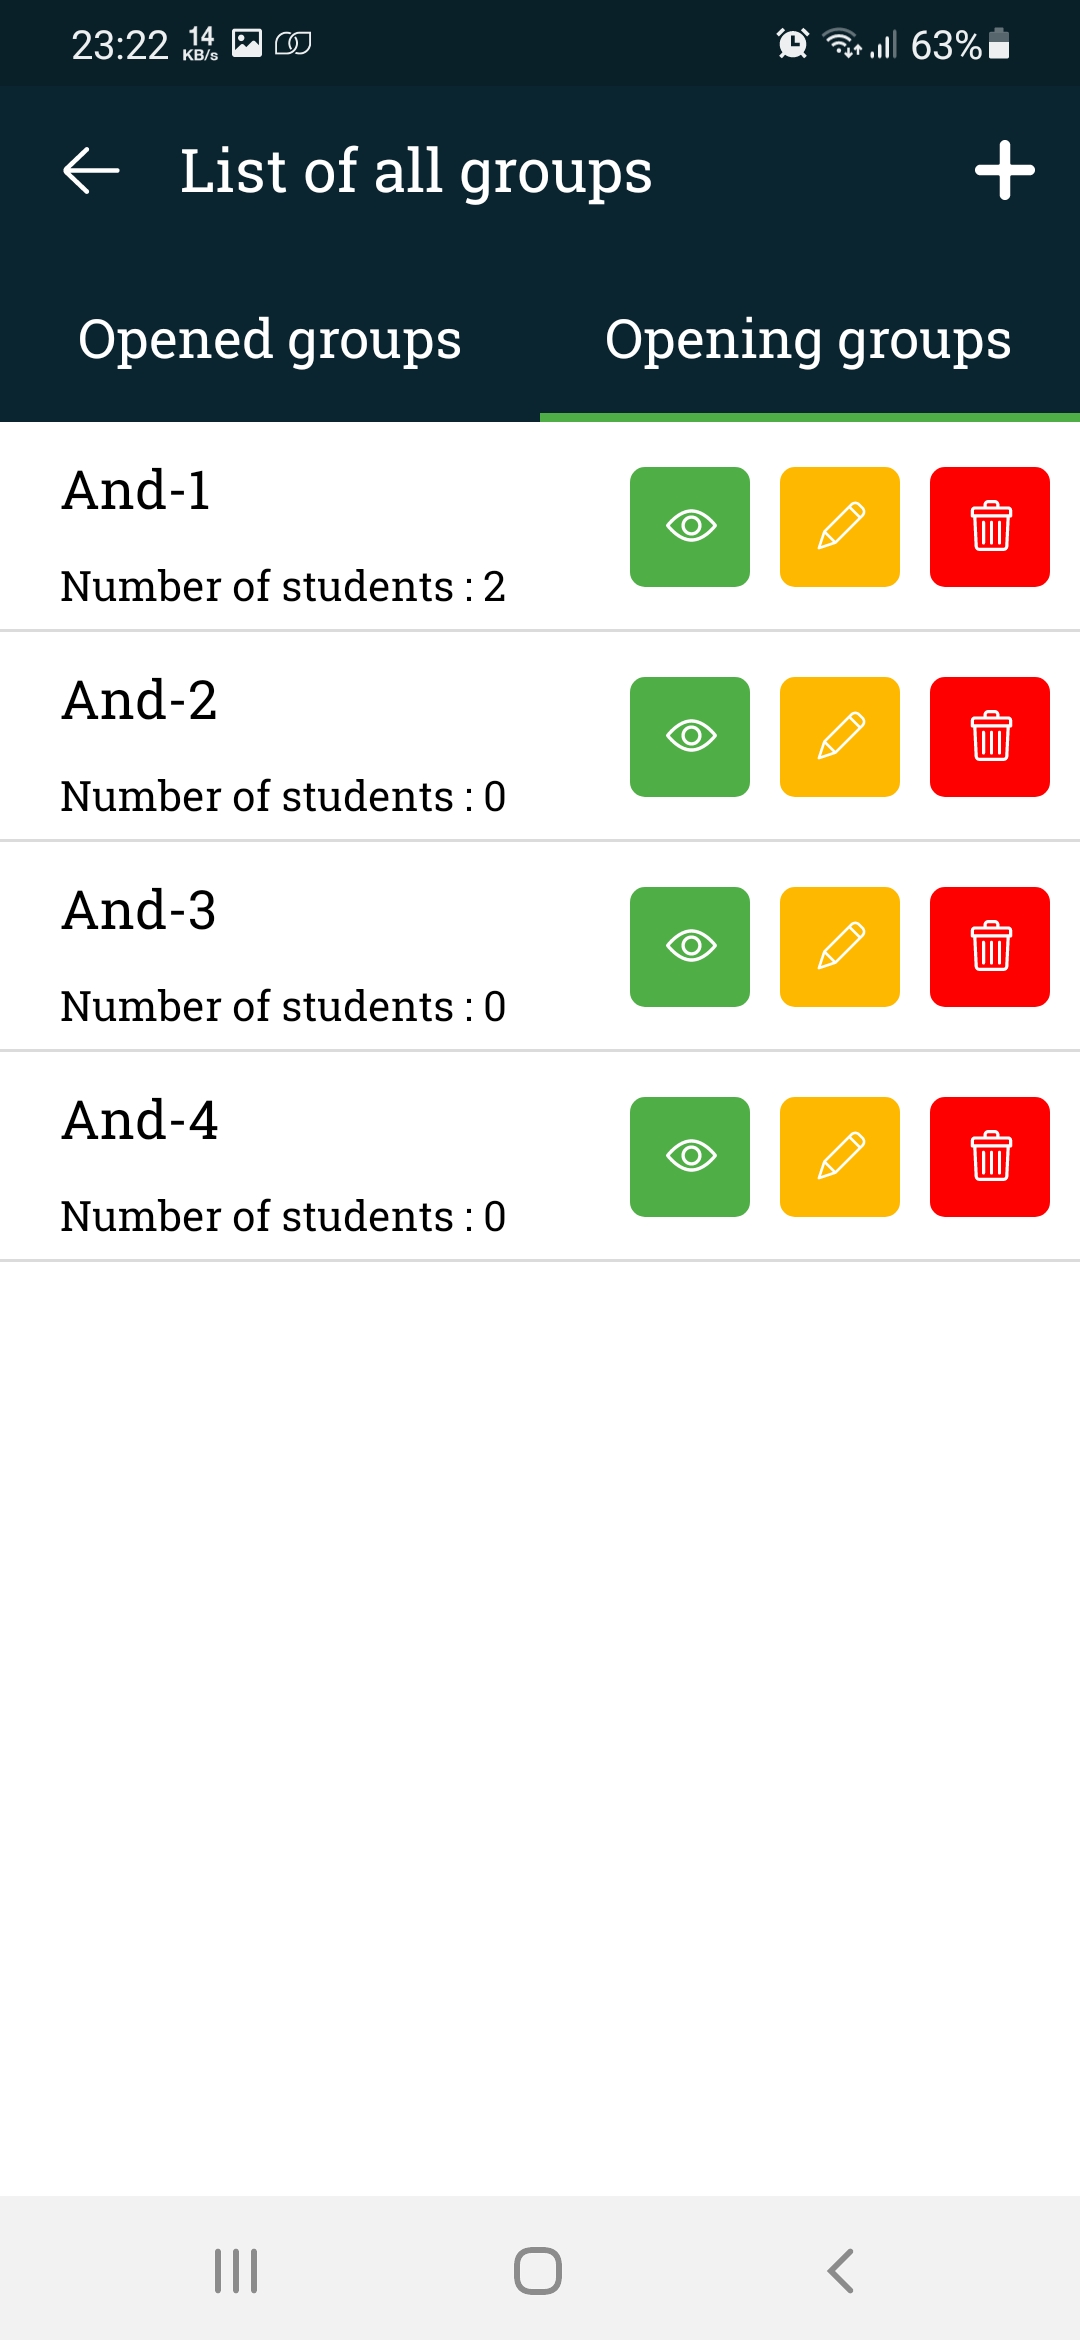 23:22 14 KB/s 63%
List of all groups
Opened groups Opening groups
And-1
Number of students : 2
And-2
Number of students : 0
And-3
Number of students : 0
And-4
Number of students : 0